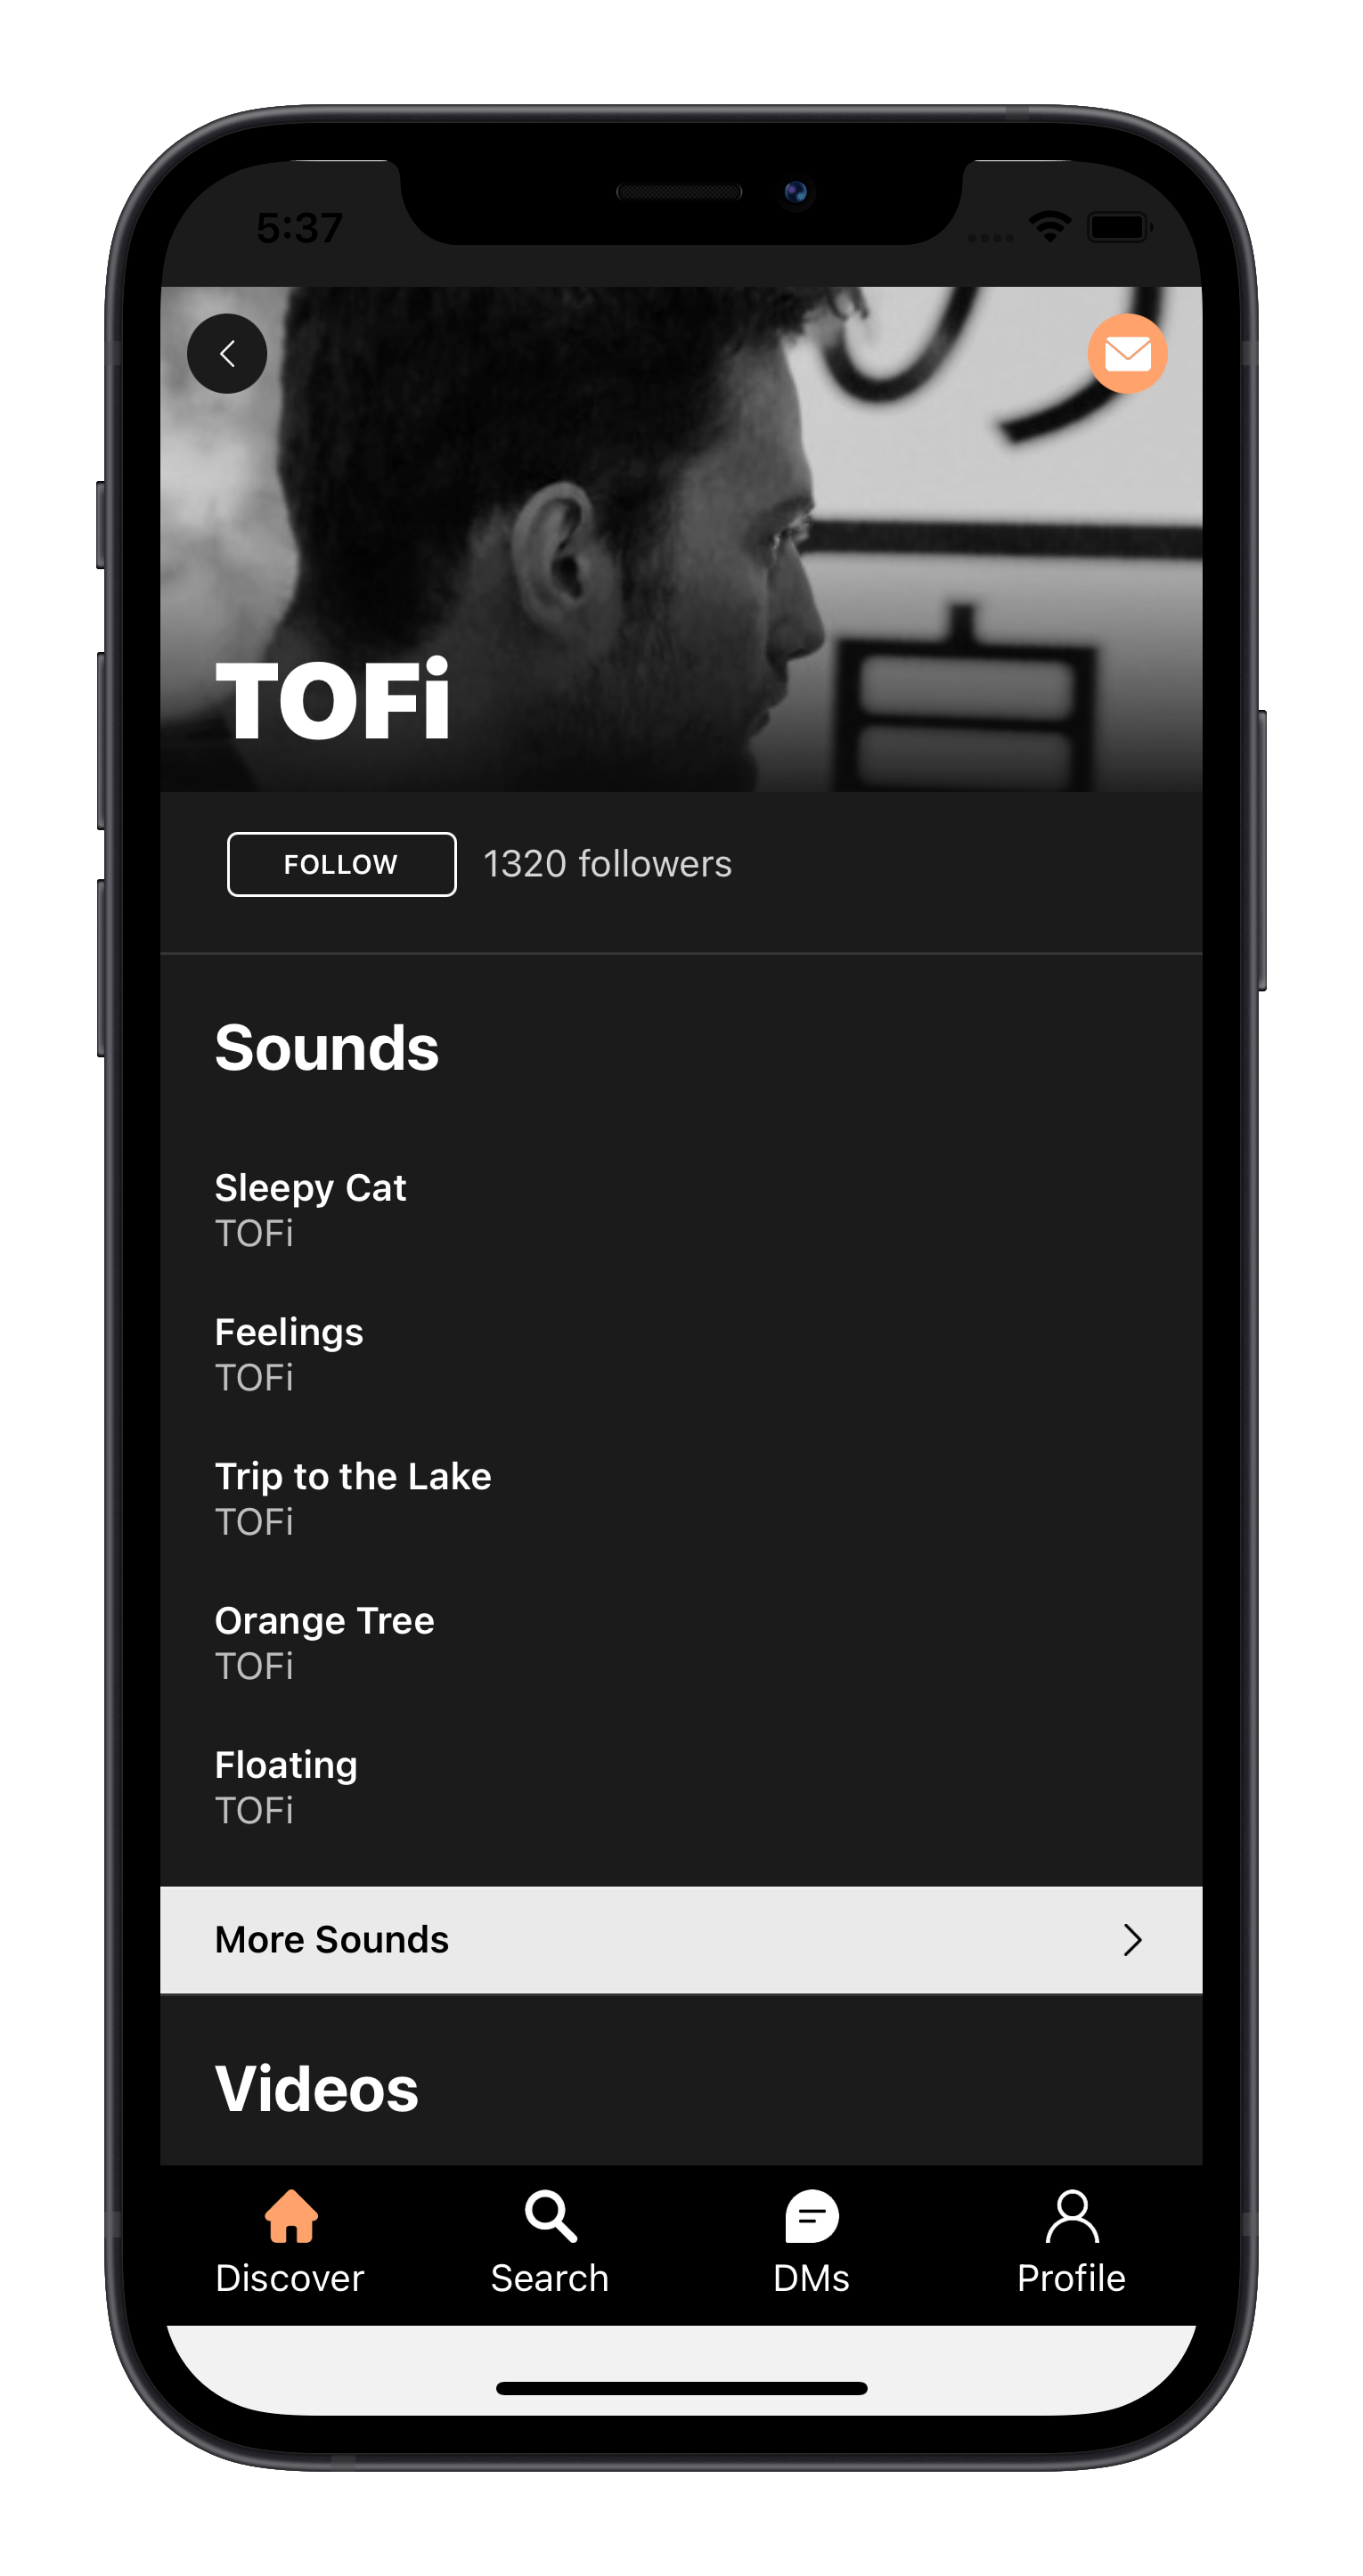 5:37
TOFi
FOLLOW
1320 followers
Sounds
Sleepy Cat
TOFi
Feelings
TOFi
Trip to the Lake
TOFi
Orange Tree
TOFi
Floating
TOFi
More Sounds
Videos
Discover
Search
DMs
Profile